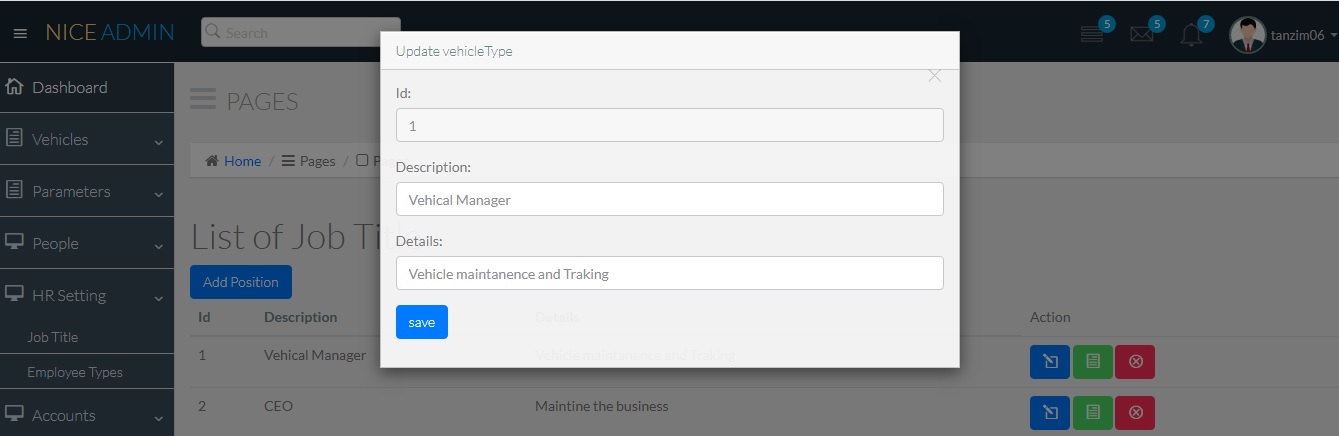 NICE ADMIN
Search
5
5
7
tanzim06
Dashboard
Vehicles
Parameters
People
HR Setting
Job Title
Employee Types
Accounts
PAGES
Home / Pages /
List of Job Tit
Add Position
Id Description Details Action
1 Vehical Manager Vehicle maintanence and Traking
2 CEO Maintine the business
Update vehicleType
Id:
1
Description:
Vehical Manager
Details:
Vehicle maintanence and Traking
save